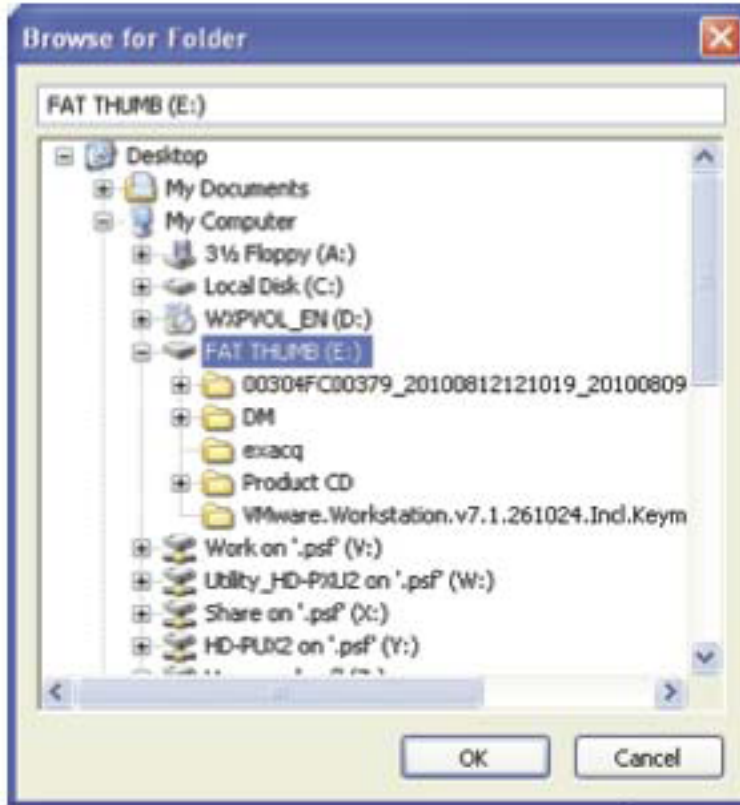 Browse for Folder
FAT THUMB (E:)
Desktop
My Documents
My Computer
3½ Floppy (A:)
Local Disk (C:)
WXPVOL_EN (D:)
FAT THUMB (E:)
00304FC00379_20100812121019_20100809
DM
exacq
Product CD
VMware.Workstation.v7.1.261024.Incl.Keym
Work on '.psf' (V:)
Utility_HD-PXU2 on '.psf' (W:)
Share on '.psf' (X:)
HD-PUX2 on '.psf' (Y:)
OK
Cancel